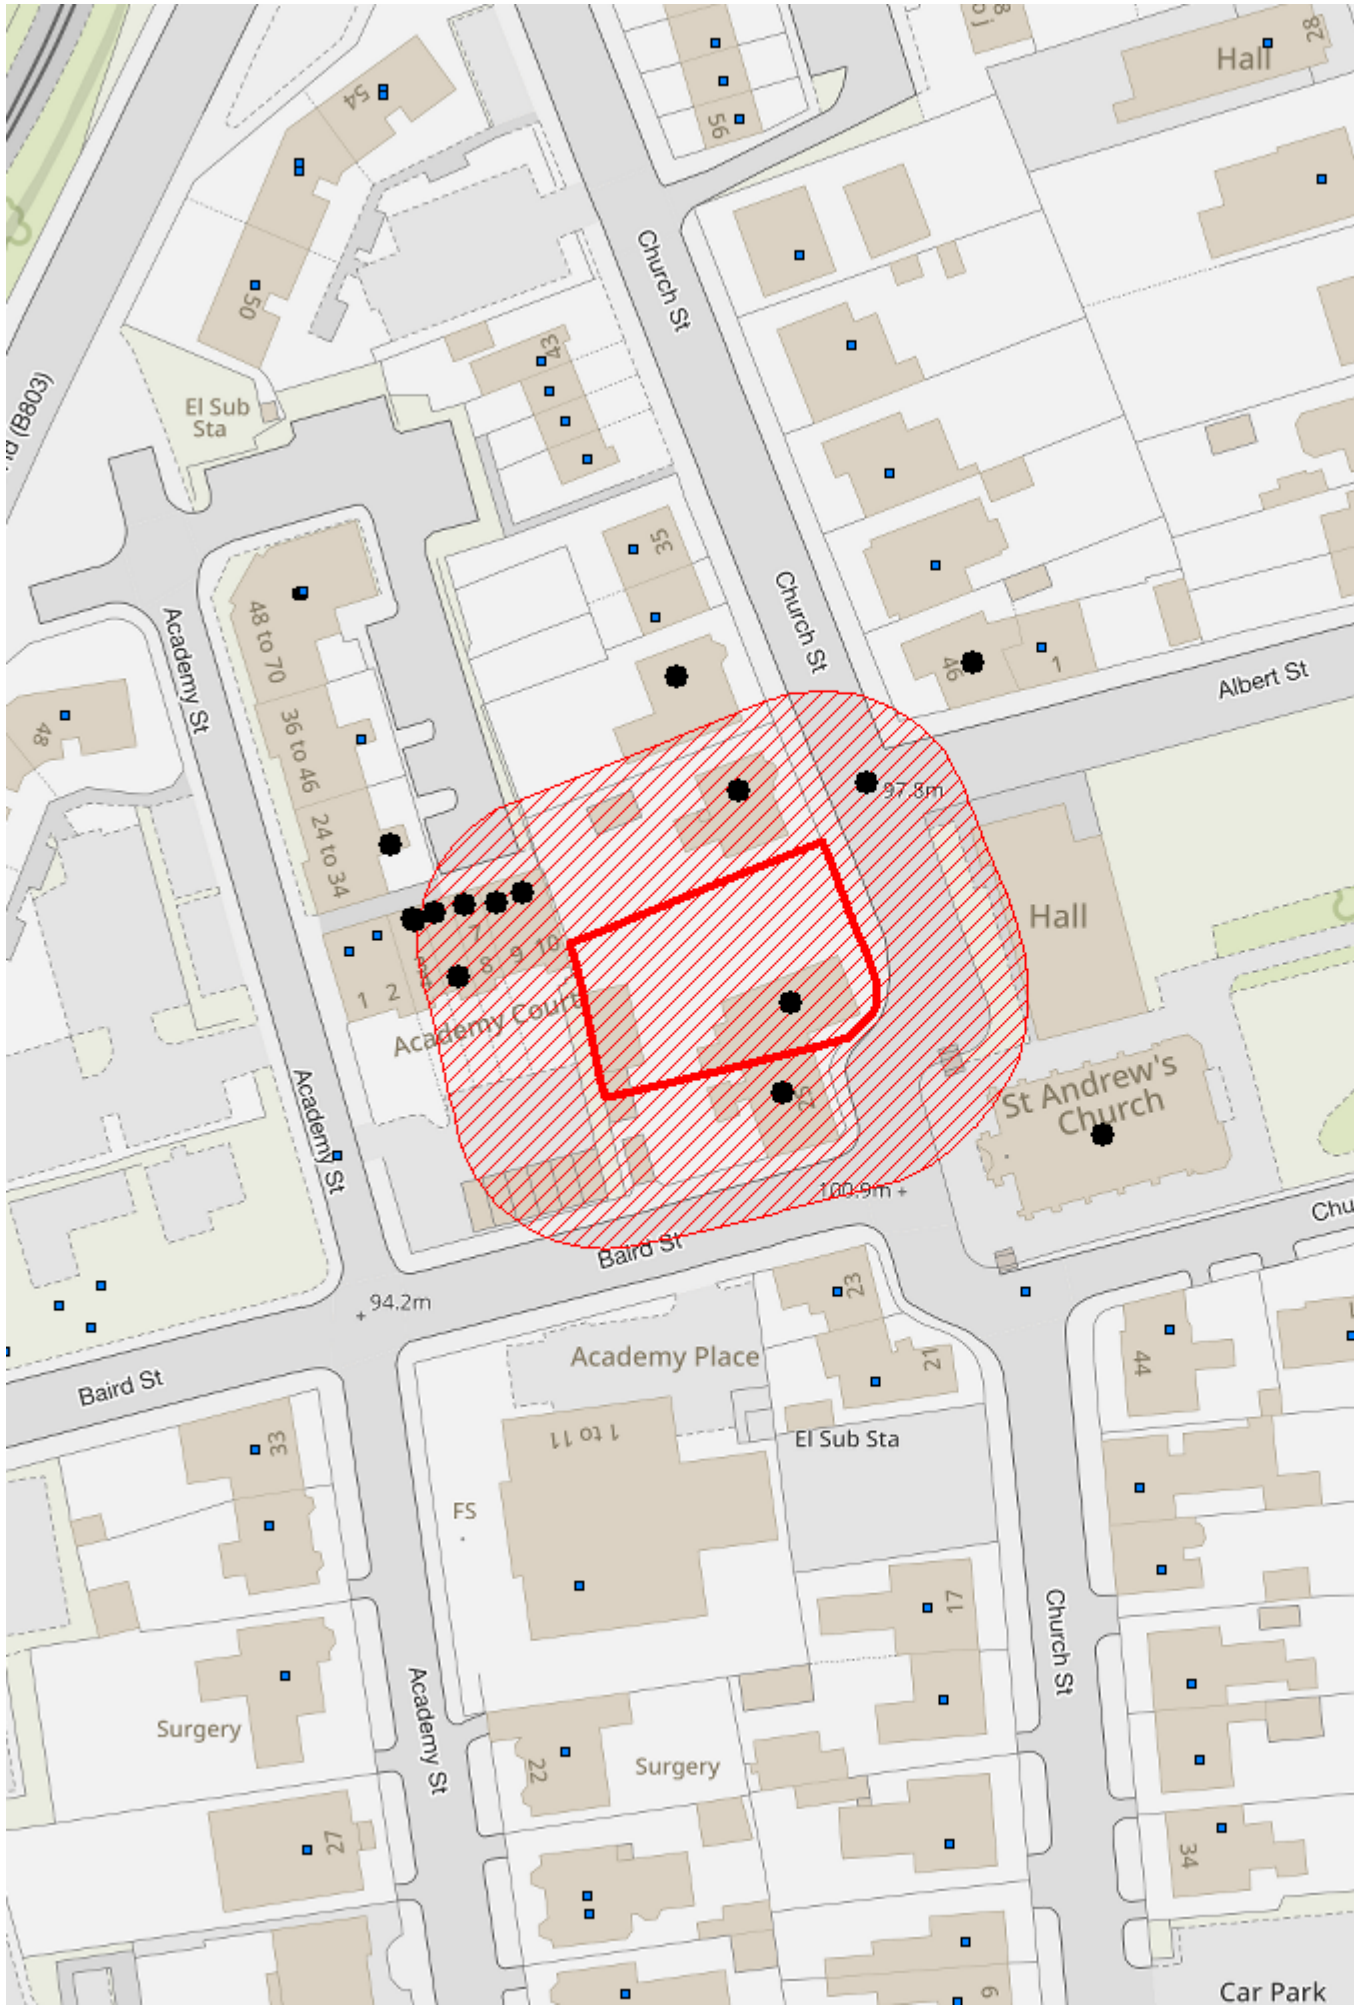 Hall
28
54
56
Church St
50
43
El Sub
Sta
35
Church St
Academy St
48 to 70
46
1
Albert St
48
36 to 46
97.8m
24 to 34
Hall
7
1
2
8
9
10
Academy Court
Academy St
25
St Andrew's
Church
100.9m
Baird St
94.2m
23
Academy Place
21
44
Baird St
1 to 11
El Sub Sta
33
FS
17
Church St
Surgery
Academy St
22
Surgery
27
34
Car Park